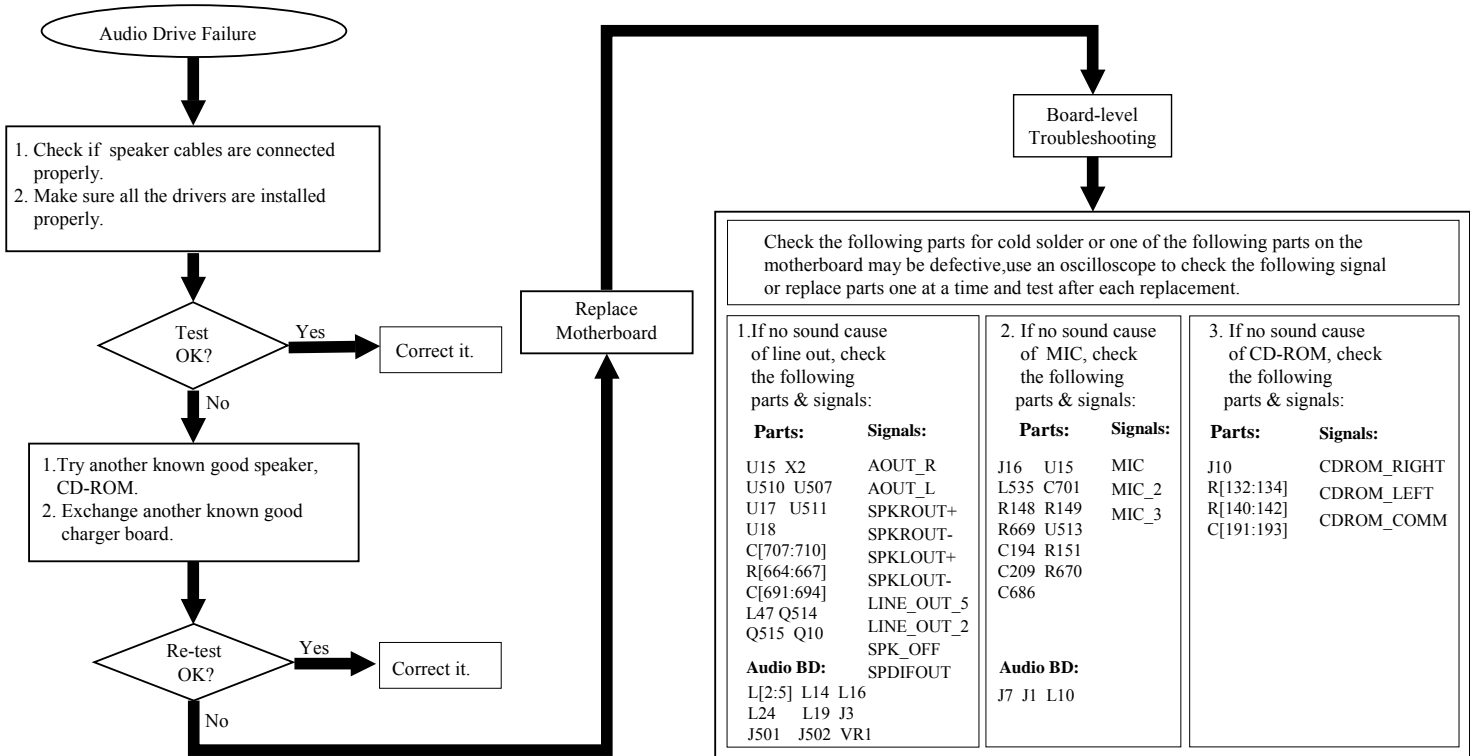 Audio Drive Failure
1. Check if speaker cables are connected
properly.
2. Make sure all the drivers are installed
properly.
Test
OK?
Yes
Correct it.
No
1.Try another known good speaker,
CD-ROM.
2. Exchange another known good
charger board.
Re-test
OK?
Yes
Correct it.
No
Replace
Motherboard
Board-level
Troubleshooting
Check the following parts for cold solder or one of the following parts on the
motherboard may be defective,use an oscilloscope to check the following signal
or replace parts one at a time and test after each replacement.
1.If no sound cause
of line out, check
the following
parts & signals:
Parts:
U15 X2
U510 U507
U17 U511
U18
C[707:710]
R[664:667]
C[691:694]
L47 Q514
Q515 Q10
Signals:
AOUT_R
AOUT_L
SPKROUT+
SPKROUT-
SPKLOUT+
SPKLOUT-
LINE_OUT_5
LINE_OUT_2
SPK_OFF
SPDIFOUT
Audio BD:
L[2:5] L14 L16
L24 L19 J3
J501 J502 VR1
2. If no sound cause
of MIC, check
the following
parts & signals:
Parts:
J16 U15
L535 C701
R148 R149
R669 U513
C194 R151
C209 R670
C686
Signals:
MIC
MIC_2
MIC_3
Audio BD:
J7 J1 L10
3. If no sound cause
of CD-ROM, check
the following
parts & signals:
Parts:
J10
R[132:134]
R[140:142]
C[191:193]
Signals:
CDROM_RIGHT
CDROM_LEFT
CDROM_COMM